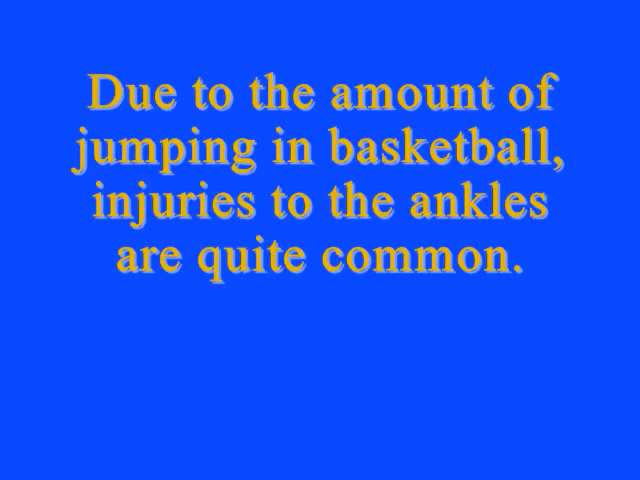 Due to the amount of
jumping in basketball,
injuries to the ankles
are quite common.